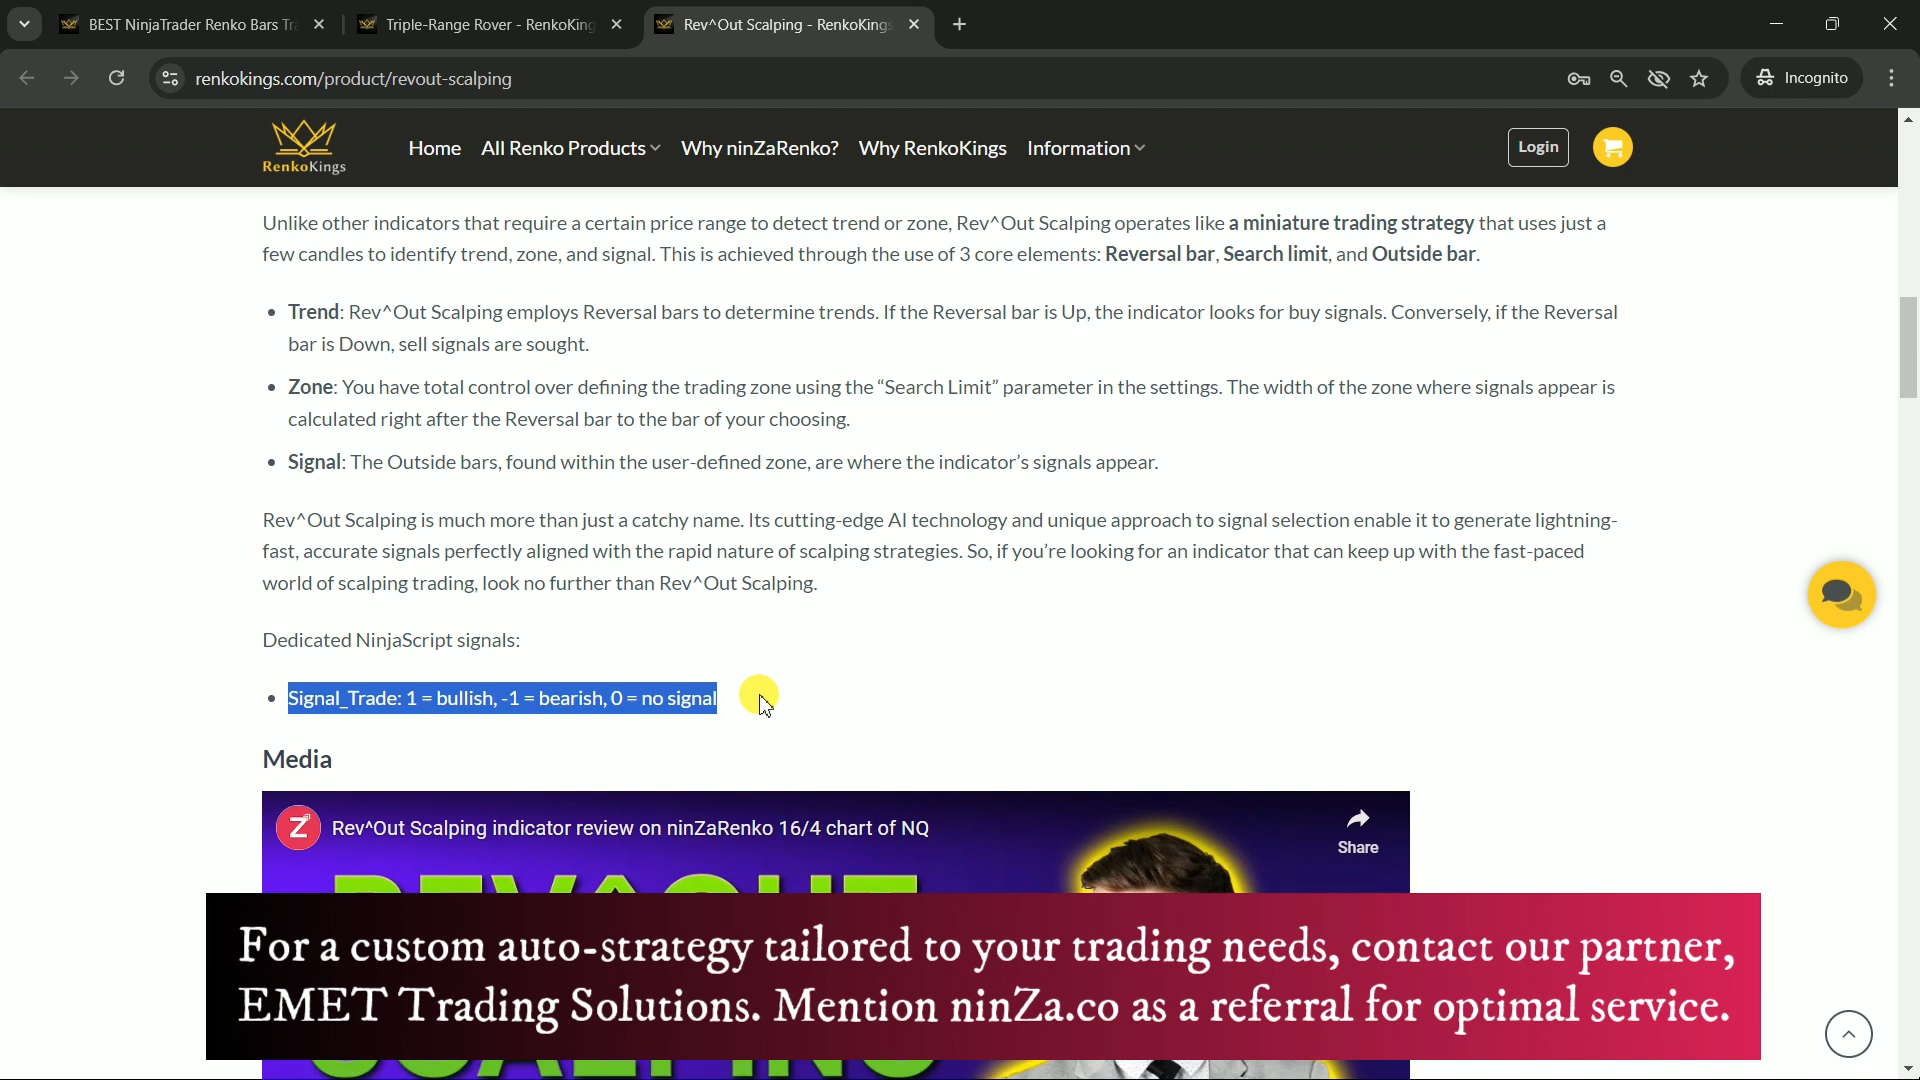 BEST NinjaTrader Renko Bars Tr
Triple-Range Rover - RenkoKing
Rev^Out Scalping - RenkoKings
renkokings.com/product/revout-scalping
Incognito
RenkoKings
Home
All Renko Products
Why ninZaRenko?
Why RenkoKings
Information
Login
Unlike other indicators that require a certain price range to detect trend or zone, Rev^Out Scalping operates like a miniature trading strategy that uses just a
few candles to identify trend, zone, and signal. This is achieved through the use of 3 core elements: Reversal bar, Search limit, and Outside bar.
• Trend: Rev^Out Scalping employs Reversal bars to determine trends. If the Reversal bar is Up, the indicator looks for buy signals. Conversely, if the Reversal
bar is Down, sell signals are sought.
• Zone: You have total control over defining the trading zone using the “Search Limit” parameter in the settings. The width of the zone where signals appear is
calculated right after the Reversal bar to the bar of your choosing.
• Signal: The Outside bars, found within the user-defined zone, are where the indicator’s signals appear.
Rev^Out Scalping is much more than just a catchy name. Its cutting-edge AI technology and unique approach to signal selection enable it to generate lightning-
fast, accurate signals perfectly aligned with the rapid nature of scalping strategies. So, if you’re looking for an indicator that can keep up with the fast-paced
world of scalping trading, look no further than Rev^Out Scalping.
Dedicated NinjaScript signals:
• Signal_Trade: 1 = bullish, -1 = bearish, 0 = no signal
Media
Z
Rev^Out Scalping indicator review on ninZaRenko 16/4 chart of NQ
Share
REV^OUT
For a custom auto-strategy tailored to your trading needs, contact our partner,
EMET Trading Solutions. Mention ninZa.co as a referral for optimal service.
SCALPING